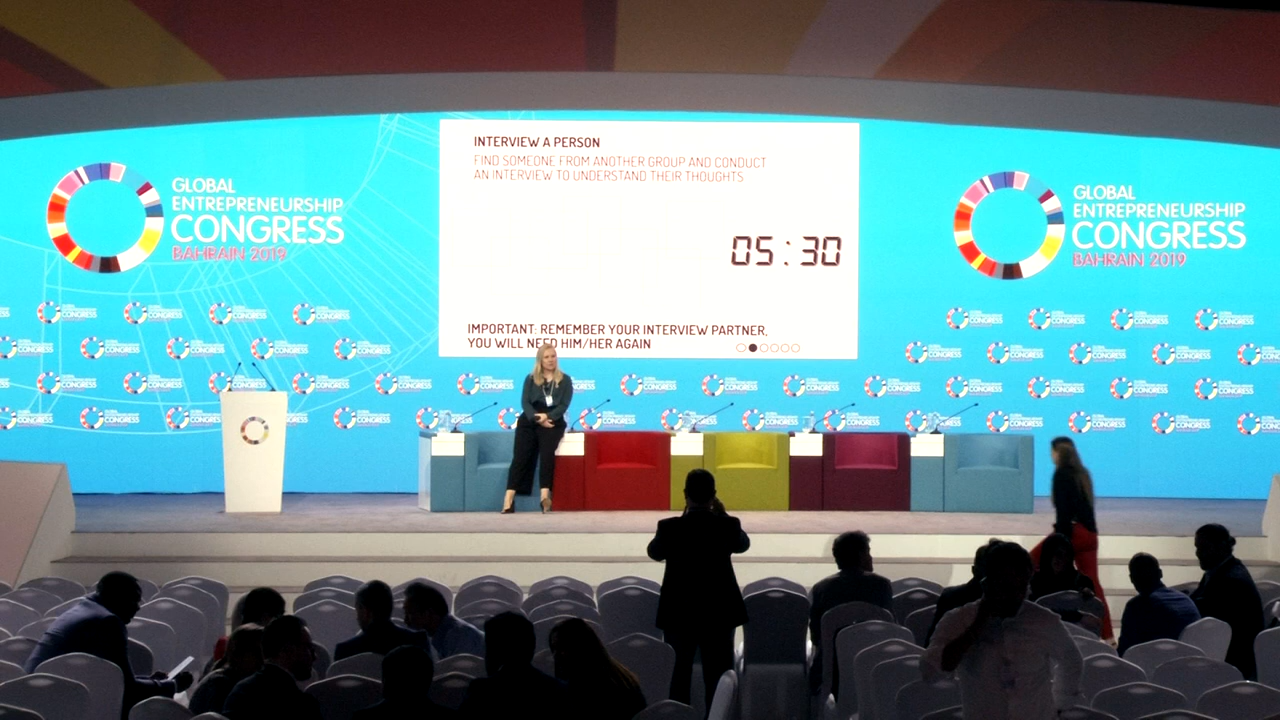 GLOBAL
ENTREPRENEURSHIP
CONGRESS
BAHRAIN 2019
INTERVIEW A PERSON
FIND SOMEONE FROM ANOTHER GROUP AND CONDUCT
AN INTERVIEW TO UNDERSTAND THEIR THOUGHTS
05:30
IMPORTANT: REMEMBER YOUR INTERVIEW PARTNER,
YOU WILL NEED HIM/HER AGAIN
GLOBAL
ENTREPRENEURSHIP
CONGRESS
BAHRAIN 2019